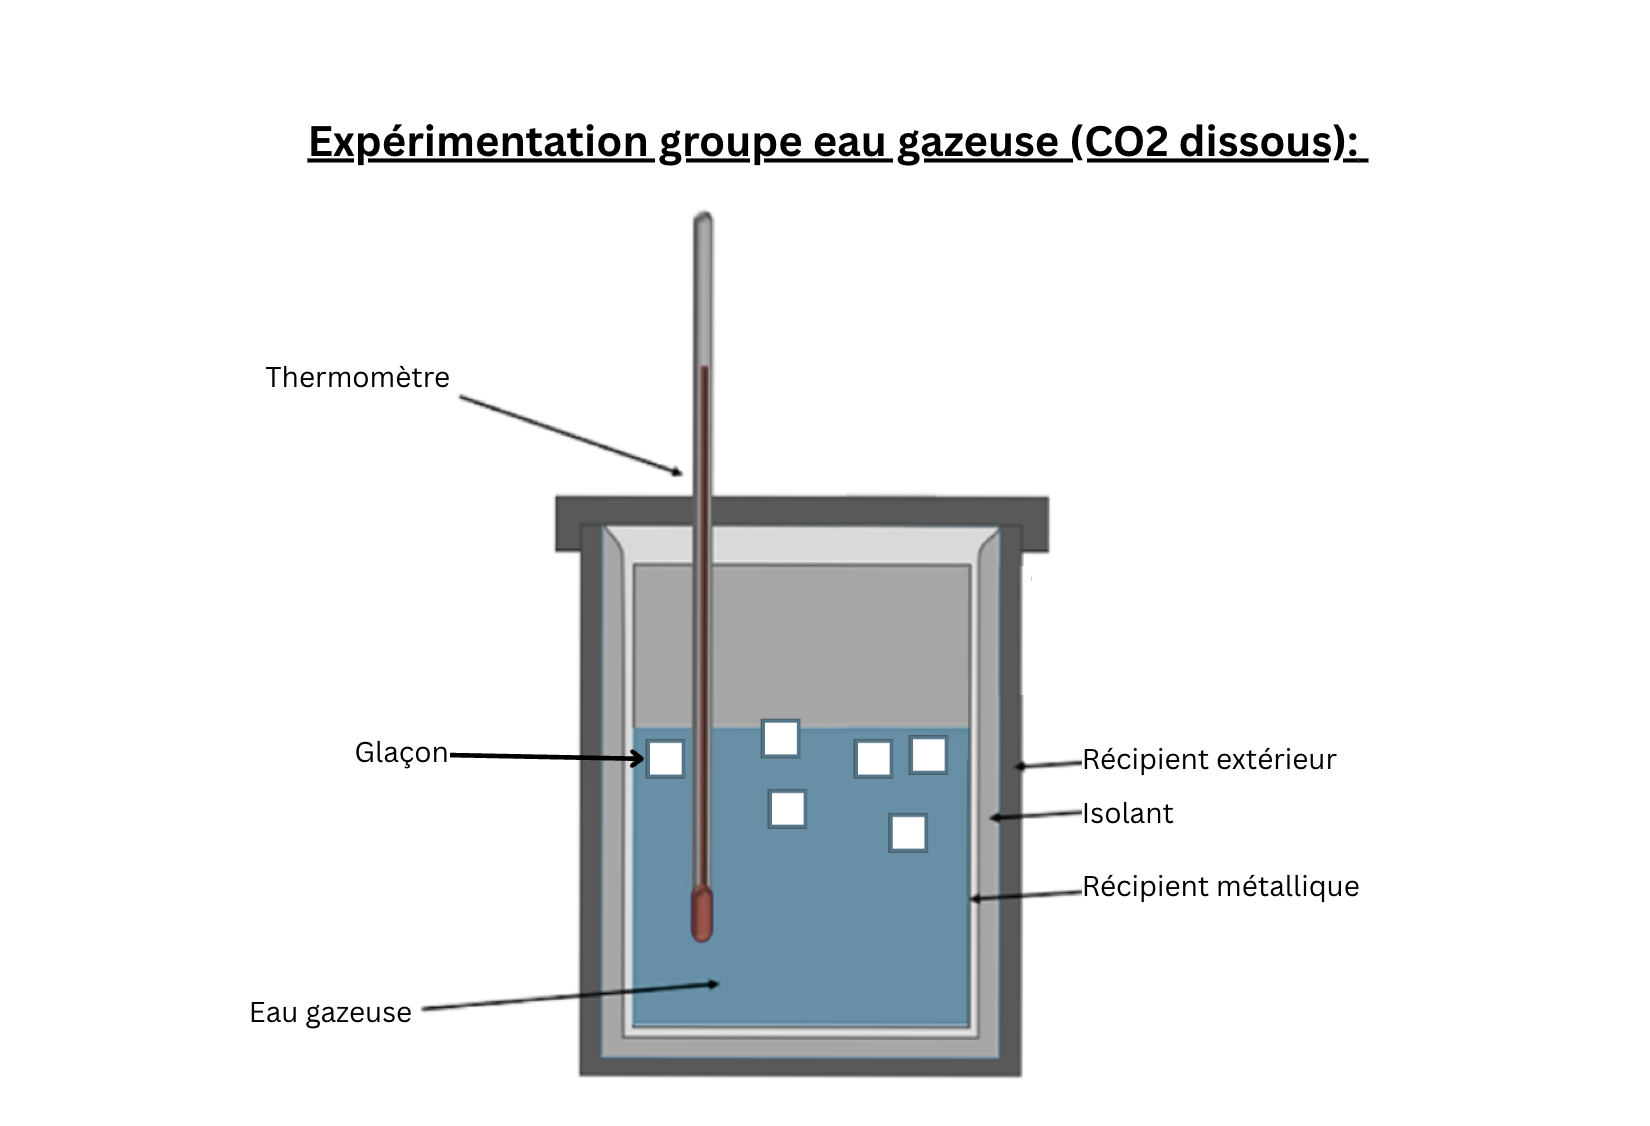 Expérimentation groupe eau gazeuse (CO2 dissous):
Thermomètre
Glaçon
Récipient extérieur
Isolant
Récipient métallique
Eau gazeuse